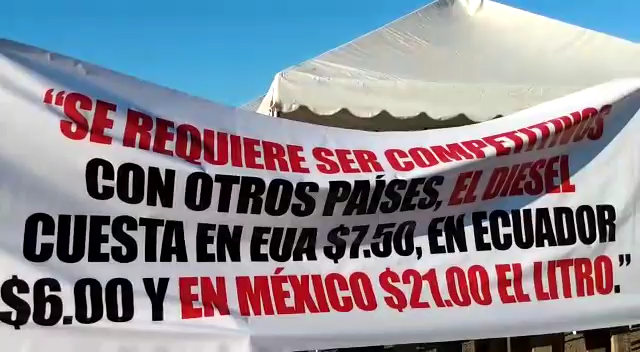 “SE REQUIERE SER COMPETITIVOS
CON OTROS PAÍSES, EL DIESEL
CUESTA EN EUA $7.50, EN ECUADOR
$6.00 Y EN MÉXICO $21.00 EL LITRO.”